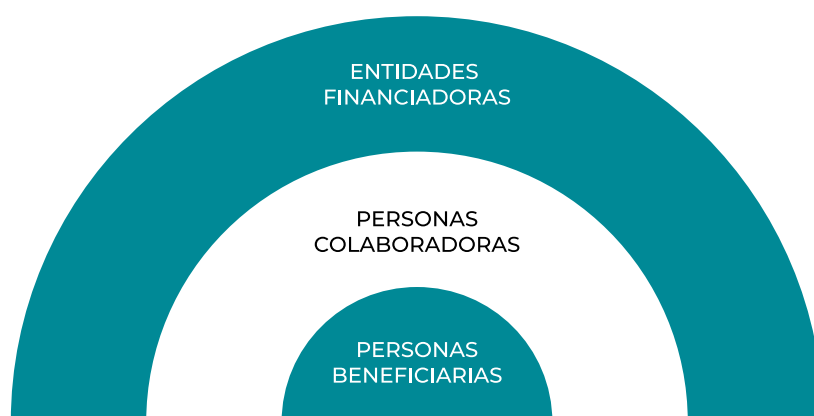 ENTIDADES
FINANCIADORAS
PERSONAS
COLABORADORAS
PERSONAS
BENEFICIARIAS